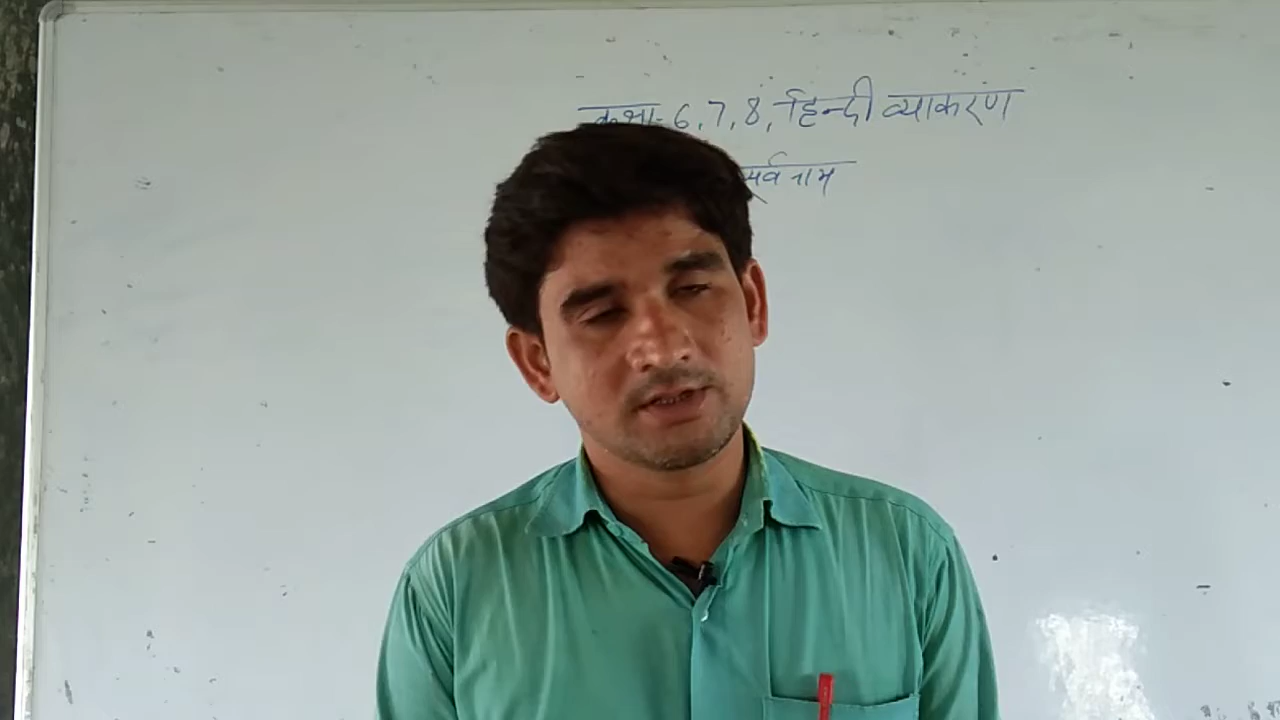 कक्षा- 6, 7, 8, हिन्दी व्याकरण
सर्वनाम